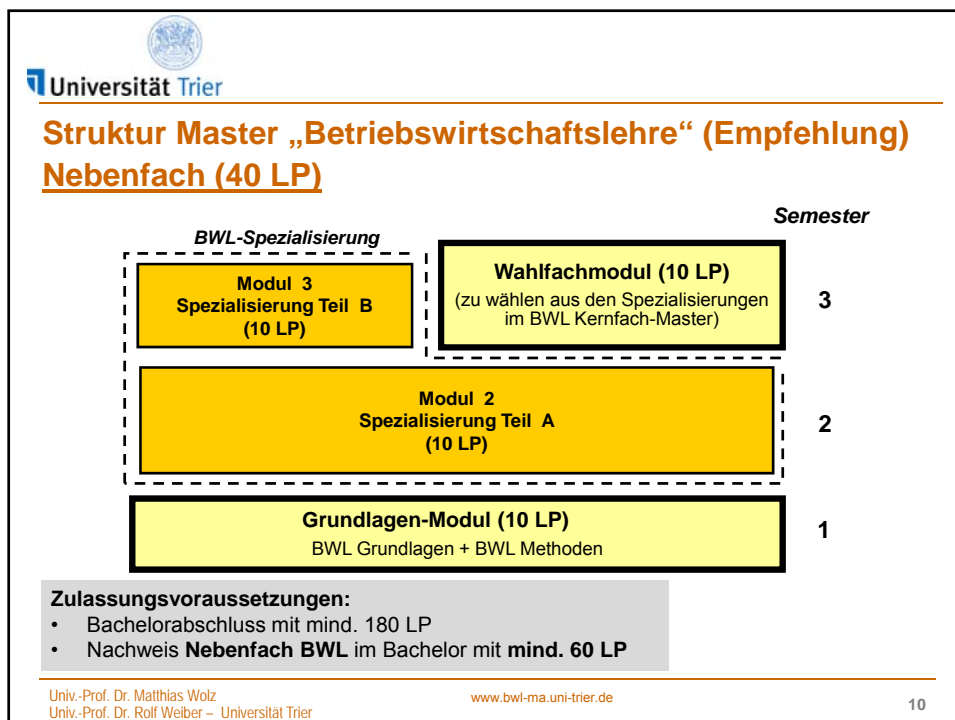 Universität Trier
Struktur Master „Betriebswirtschaftslehre“ (Empfehlung)
Nebenfach (40 LP)
Semester
BWL-Spezialisierung
Modul 3
Spezialisierung Teil B
(10 LP)
Wahlfachmodul (10 LP)
(zu wählen aus den Spezialisierungen
im BWL Kernfach-Master)
3
Modul 2
Spezialisierung Teil A
(10 LP)
2
Grundlagen-Modul (10 LP)
BWL Grundlagen + BWL Methoden
1
Zulassungsvoraussetzungen:
• Bachelorabschluss mit mind. 180 LP
• Nachweis Nebenfach BWL im Bachelor mit mind. 60 LP
Univ.-Prof. Dr. Matthias Wolz
Univ.-Prof. Dr. Rolf Weiber – Universität Trier
www.bwl-ma.uni-trier.de
10